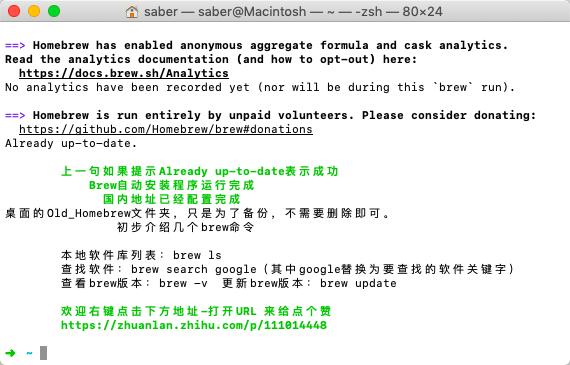 saber — saber@Macintosh — ~ — -zsh — 80×24
==> Homebrew has enabled anonymous aggregate formula and cask analytics.
Read the analytics documentation (and how to opt-out) here:
https://docs.brew.sh/Analytics
No analytics have been recorded yet (nor will be during this `brew` run).
==> Homebrew is run entirely by unpaid volunteers. Please consider donating:
https://github.com/Homebrew/brew#donations
Already up-to-date.
上一句如果提示Already up-to-date表示成功
Brew自动安装程序运行完成
国内地址已经配置完成
桌面的Old_Homebrew文件夹，只是为了备份，不需要删除即可。
初步介绍几个brew命令
本地软件库列表：brew ls
查找软件：brew search google（其中google替换为要查找的软件关键字）
查看brew版本：brew -v 更新brew版本：brew update
欢迎右键点击下方地址-打开URL 来给点个赞
https://zhuanlan.zhihu.com/p/111014448
➜ ~